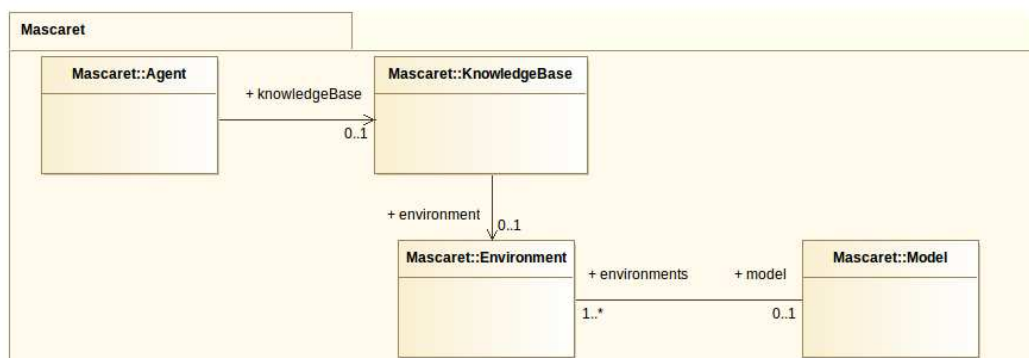 Mascaret
Mascaret::Agent
Mascaret::KnowledgeBase
+ knowledgeBase
0..1
+ environment
0..1
Mascaret::Environment
Mascaret::Model
+ environments
+ model
1..*
0..1